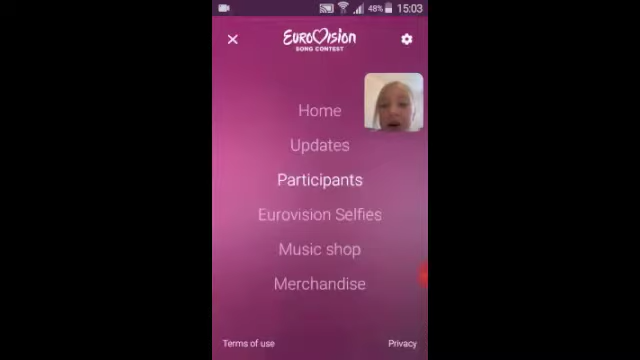 48% 15:03
EUROVISION
SONG CONTEST
Home
Updates
Participants
Eurovision Selfies
Music shop
Merchandise
Terms of use
Privacy